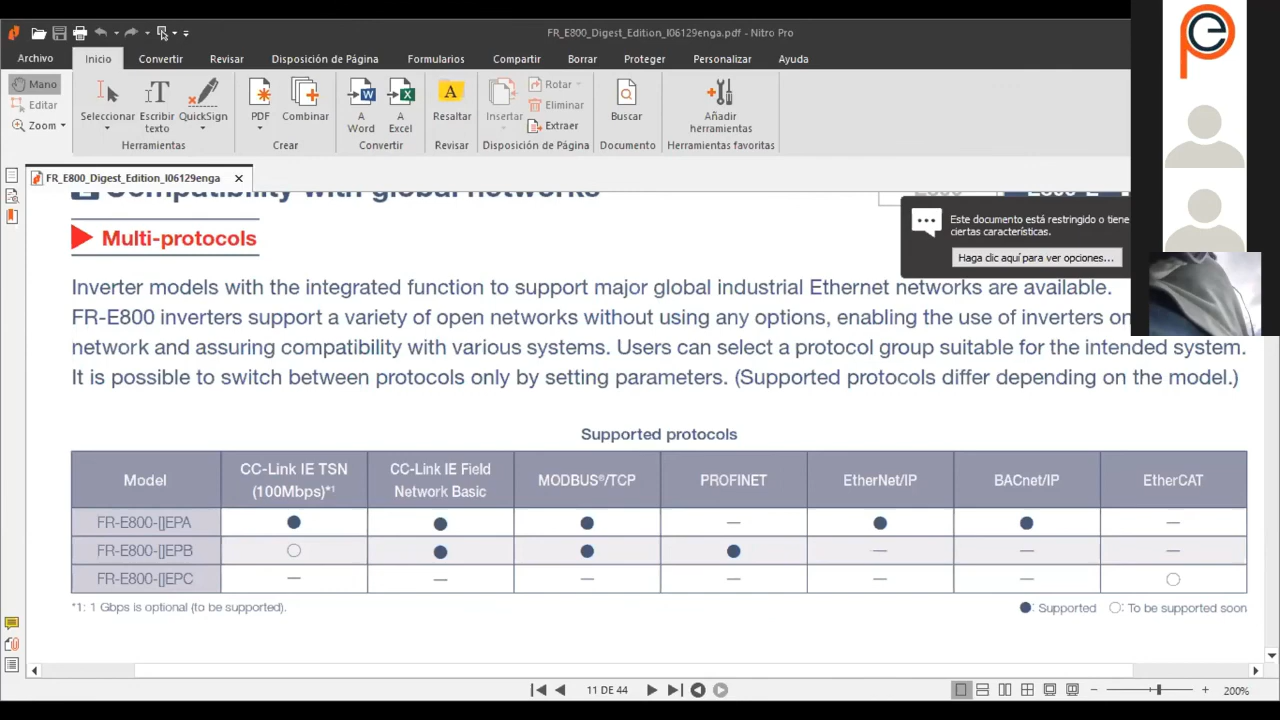 FR_E800_Digest_Edition_I06129enga.pdf - Nitro Pro
Archivo Inicio Convertir Revisar Disposición de Página Formularios Compartir Borrar Proteger Personalizar Ayuda
Mano
Editar
Zoom
Seleccionar
Escribir texto
QuickSign
Herramientas
PDF
Combinar
Crear
A Word
A Excel
Convertir
Resaltar
Revisar
Insertar
Rotar
Eliminar
Extraer
Disposición de Página
Buscar
Documento
Añadir herramientas
Herramientas favoritas
FR_E800_Digest_Edition_I06129enga
Compatibility with global networks
Este documento está restringido o tiene
ciertas características.
Haga clic aquí para ver opciones...
Multi-protocols
Inverter models with the integrated function to support major global industrial Ethernet networks are available.
FR-E800 inverters support a variety of open networks without using any options, enabling the use of inverters on
network and assuring compatibility with various systems. Users can select a protocol group suitable for the intended system.
It is possible to switch between protocols only by setting parameters. (Supported protocols differ depending on the model.)
Supported protocols
Model CC-Link IE TSN (100Mbps)*1 CC-Link IE Field Network Basic MODBUS®/TCP PROFINET EtherNet/IP BACnet/IP EtherCAT
FR-E800-[]EPA ● ● ● — ● ● —
FR-E800-[]EPB ○ ● ● ● — — —
FR-E800-[]EPC — — — — — — ○
*1: 1 Gbps is optional (to be supported).
●: Supported ○: To be supported soon
11 DE 44
200%